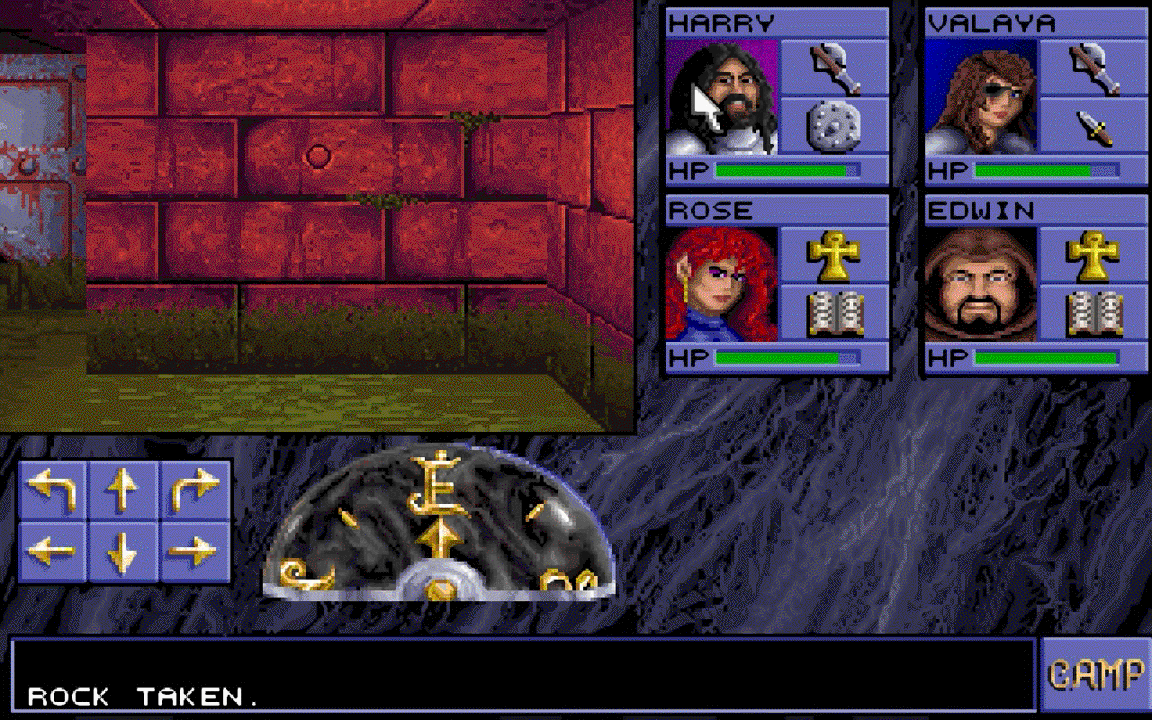 HARRY
VALAYA
HP
HP
ROSE
EDWIN
HP
HP
E
ROCK TAKEN.
CAMP